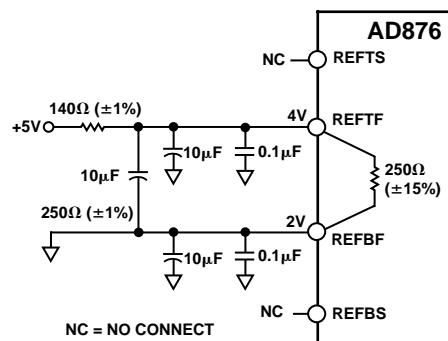 AD876
NC
REFTS
140Ω (±1%)
+5V
4V
REFTF
10µF
0.1µF
10µF
250Ω
(±15%)
250Ω (±1%)
2V
REFBF
10µF
0.1µF
NC
REFBS
NC = NO CONNECT